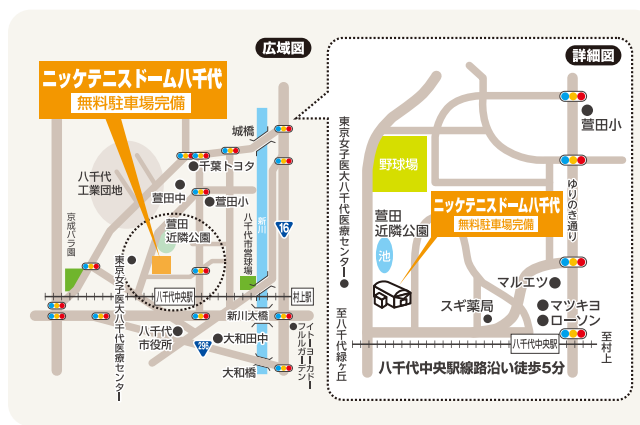 広域図
ニッケテニスドーム八千代
無料駐車場完備
城橋
千葉トヨタ
八千代
工業団地
萱田中
萱田小
京成バラ園
萱田
近隣公園
八千代市営球場
新川
16
東京女子医大八千代医療センター
八千代中央駅
村上駅
新川大橋
八千代
市役所
296
大和田中
大和橋
イトーヨーカドー
フルルガーデン
詳細図
東京女子医大八千代医療センター
萱田小
野球場
ゆりのき通り
ニッケテニスドーム八千代
無料駐車場完備
萱田
近隣公園
池
マルエツ
マツキヨ
ローソン
スギ薬局
至八千代緑ヶ丘
八千代中央駅
至村上
八千代中央駅線路沿い徒歩5分